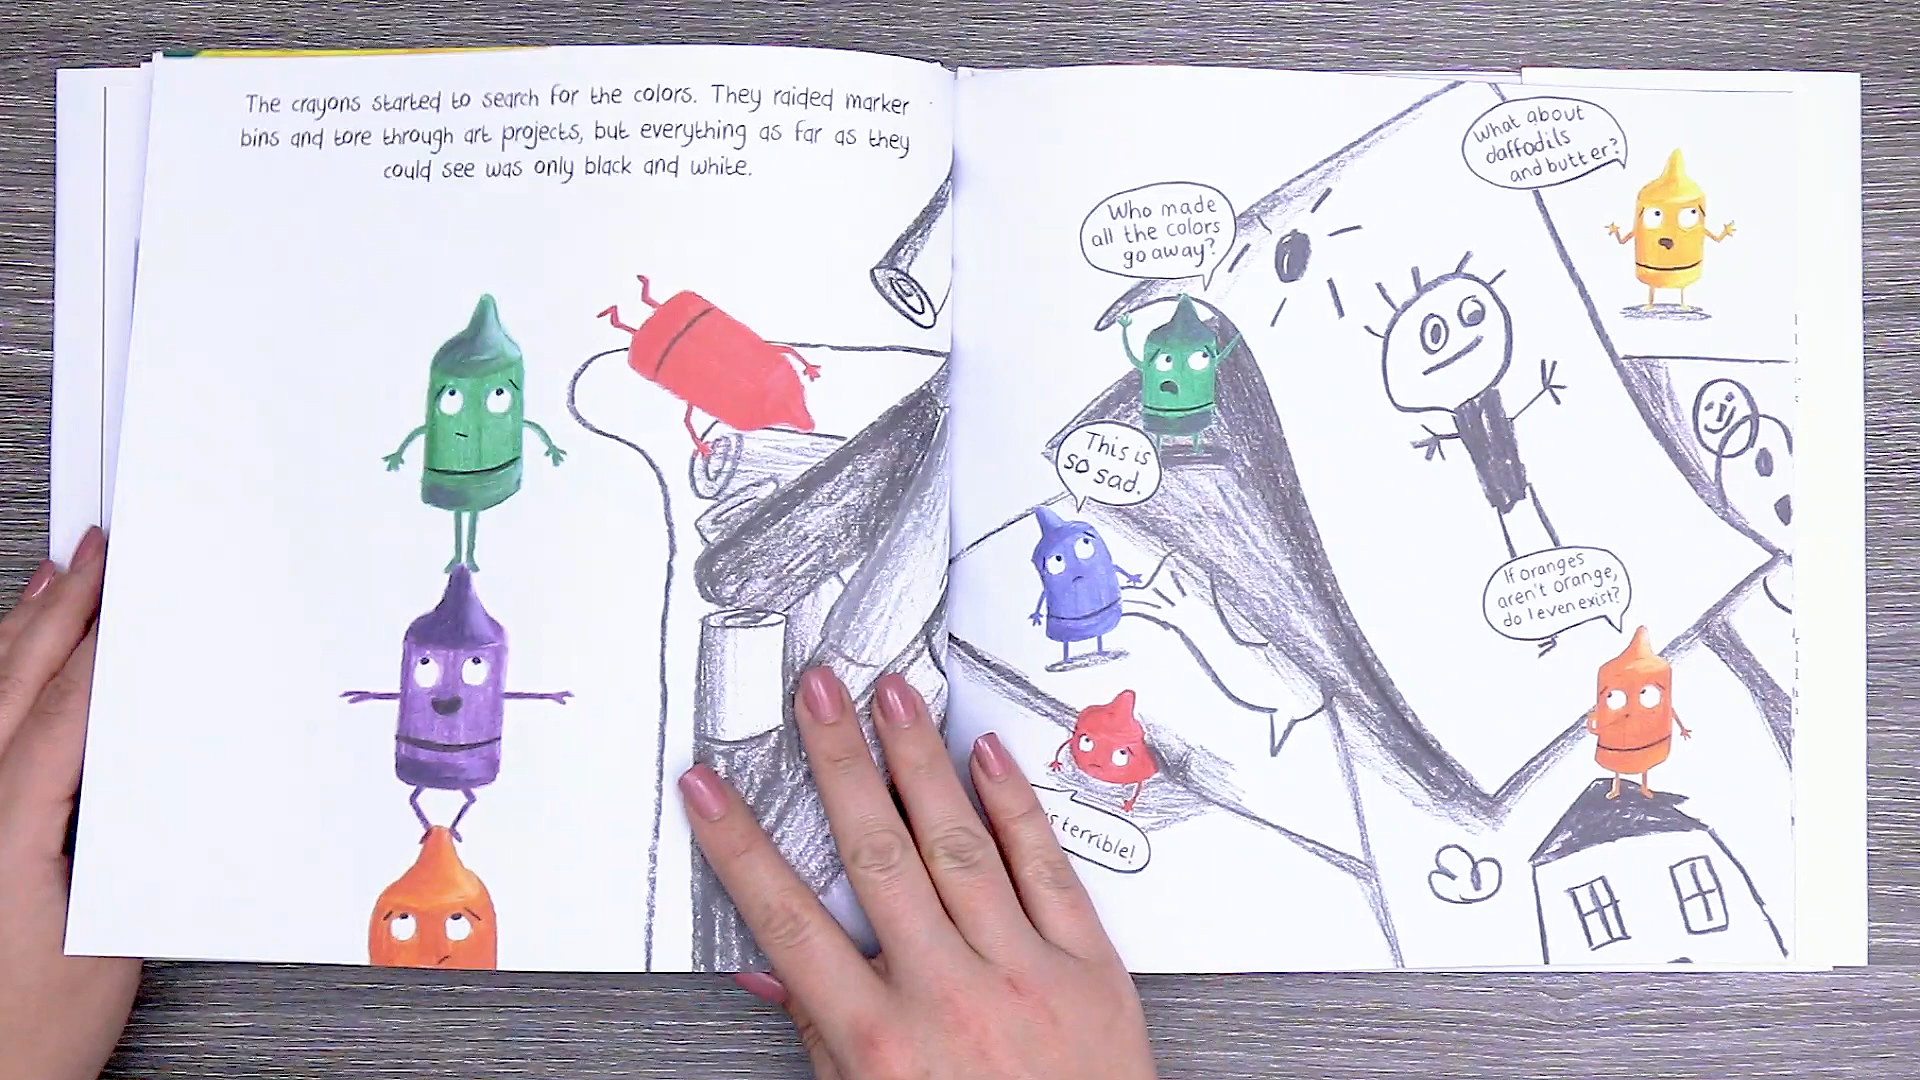 The crayons started to search for the colors. They raided marker
bins and tore through art projects, but everything as far as they
could see was only black and white.
What about
daffodils
and butter?
Who made
all the colors
go away?
This is
so sad.
If oranges
aren't orange,
do I even exist?
is terrible!